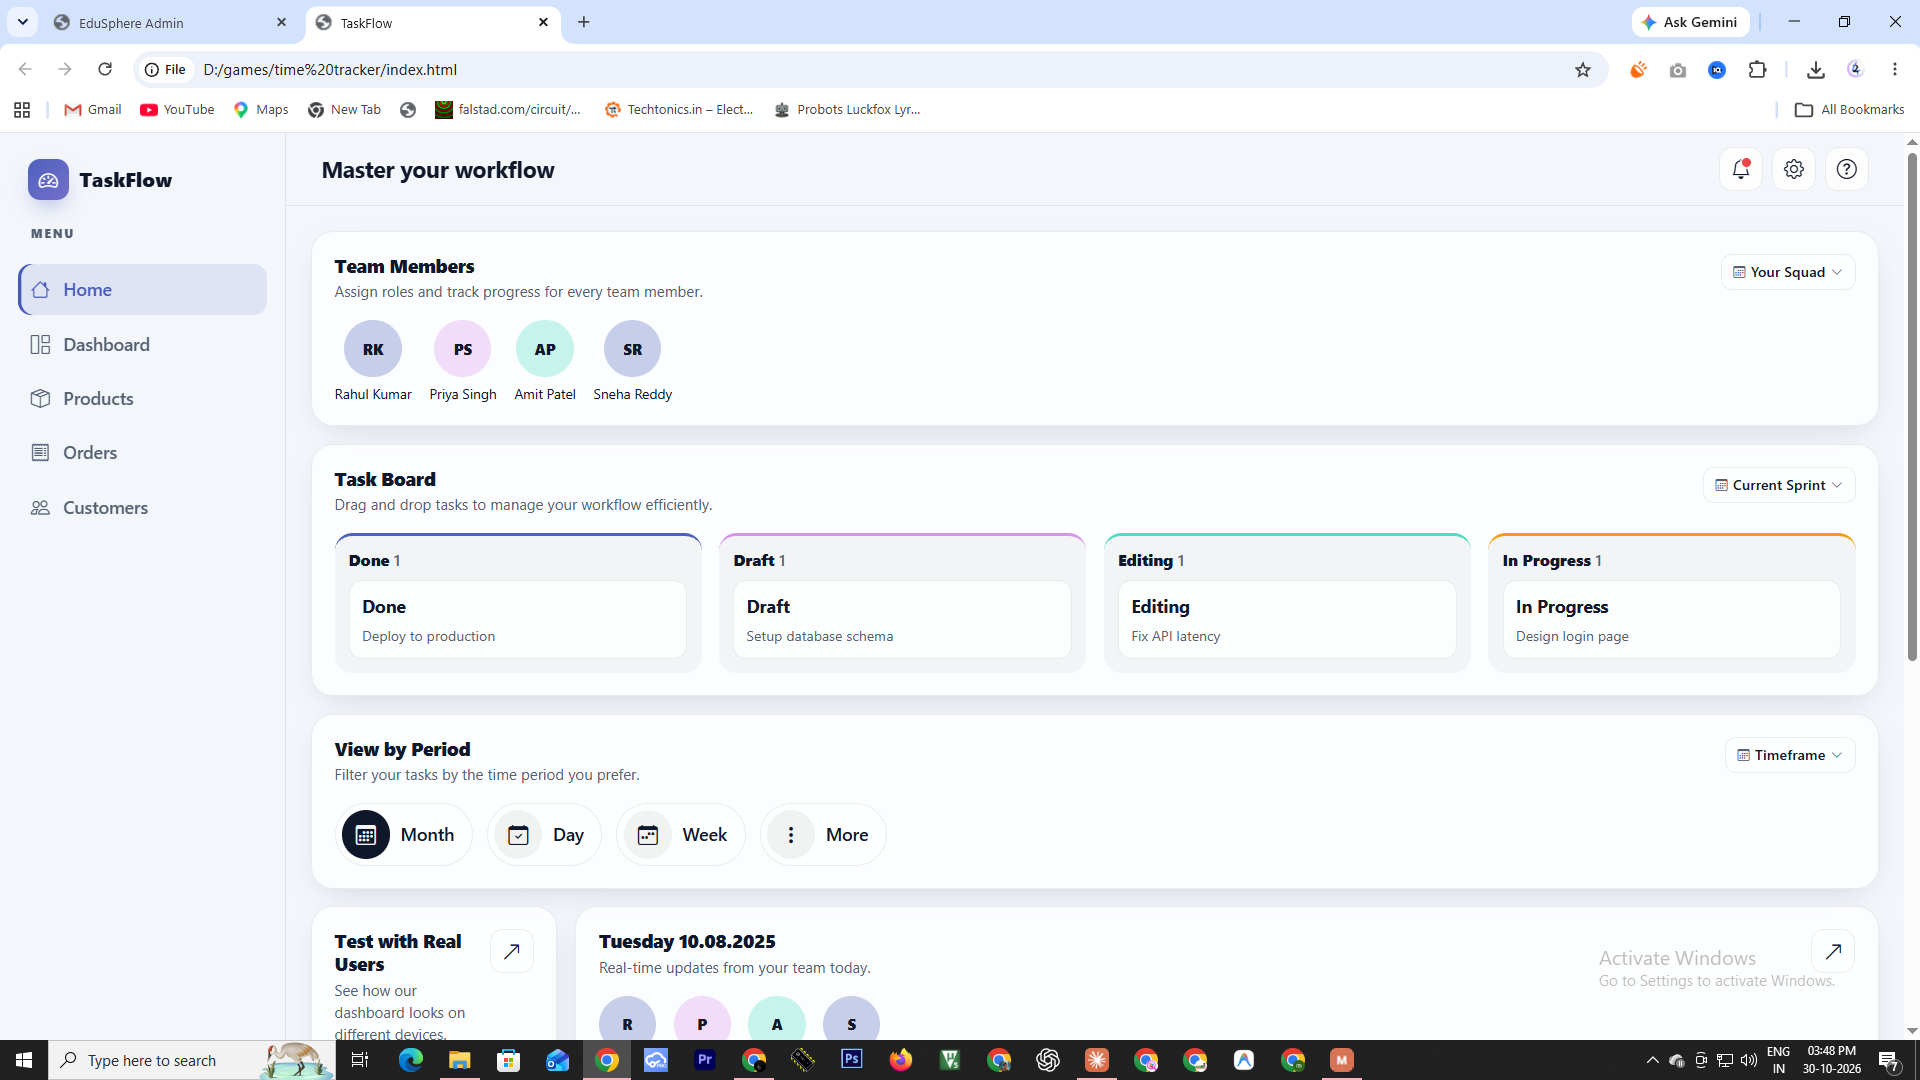 EduSphere Admin
TaskFlow
Ask Gemini
File
D:/games/time%20tracker/index.html
Gmail
YouTube
Maps
New Tab
falstad.com/circuit/...
Techtonics.in – Elect...
Probots Luckfox Lyr...
All Bookmarks
TaskFlow
MENU
Home
Dashboard
Products
Orders
Customers
Master your workflow
Team Members
Your Squad
Assign roles and track progress for every team member.
RK
PS
AP
SR
Rahul Kumar
Priya Singh
Amit Patel
Sneha Reddy
Task Board
Current Sprint
Drag and drop tasks to manage your workflow efficiently.
Done 1
Done
Deploy to production
Draft 1
Draft
Setup database schema
Editing 1
Editing
Fix API latency
In Progress 1
In Progress
Design login page
View by Period
Timeframe
Filter your tasks by the time period you prefer.
Month
Day
Week
More
Test with Real
Users
See how our
dashboard looks on
different devices.
Tuesday 10.08.2025
Real-time updates from your team today.
R
P
A
S
Activate Windows
Go to Settings to activate Windows.
Type here to search
Pr
Ps
M
ENG
IN
03:48 PM
30-10-2026
7